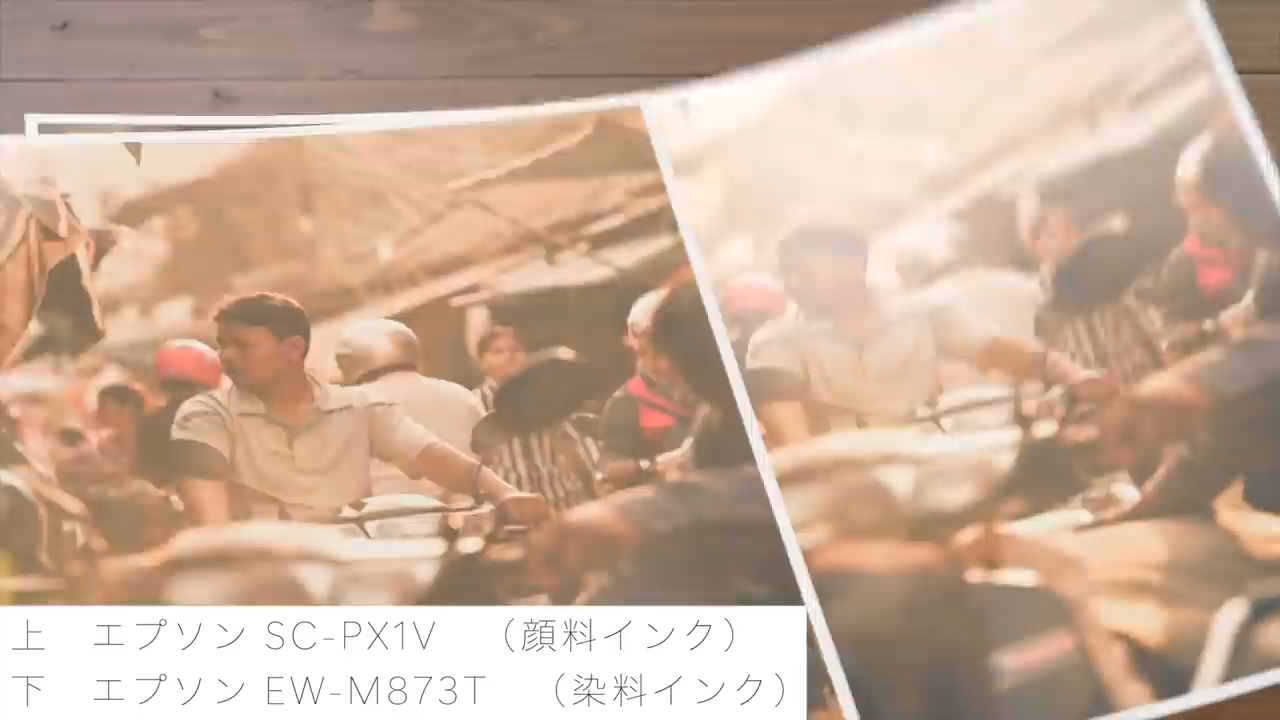 上　エプソン SC-PX1V　（顔料インク）
下　エプソン EW-M873T　（染料インク）